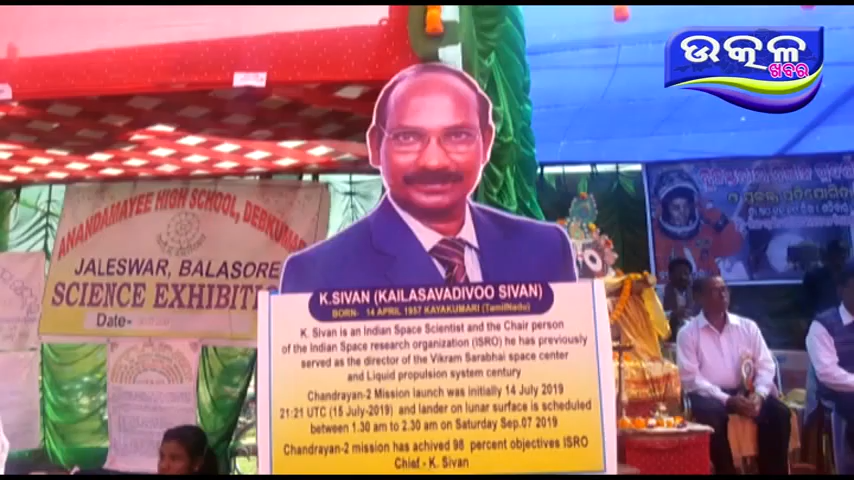 ଉତ୍କଳ
ଖବର
ANANDAMAYEE HIGH SCHOOL, DEBKUMAR
JALESWAR, BALASORE
SCIENCE EXHIBITI
Date-
K.SIVAN (KAILASAVADIVOO SIVAN)
BORN- 14 APRIL 1957 KAYAKUMARI (TamilNadu)
K. Sivan is an Indian Space Scientist and the Chair person
of the Indian Space research organization (ISRO) he has previously
served as the director of the Vikram Sarabhai space center
and Liquid propulsion system century
Chandrayan-2 Mission launch was initially 14 July 2019
21:21 UTC (15 July-2019) and lander on lunar surface is scheduled
between 1.30 am to 2.30 am on Saturday Sep.07 2019
Chandrayan-2 mission has achived 98 percent objectives ISRO
Chief - K. Sivan